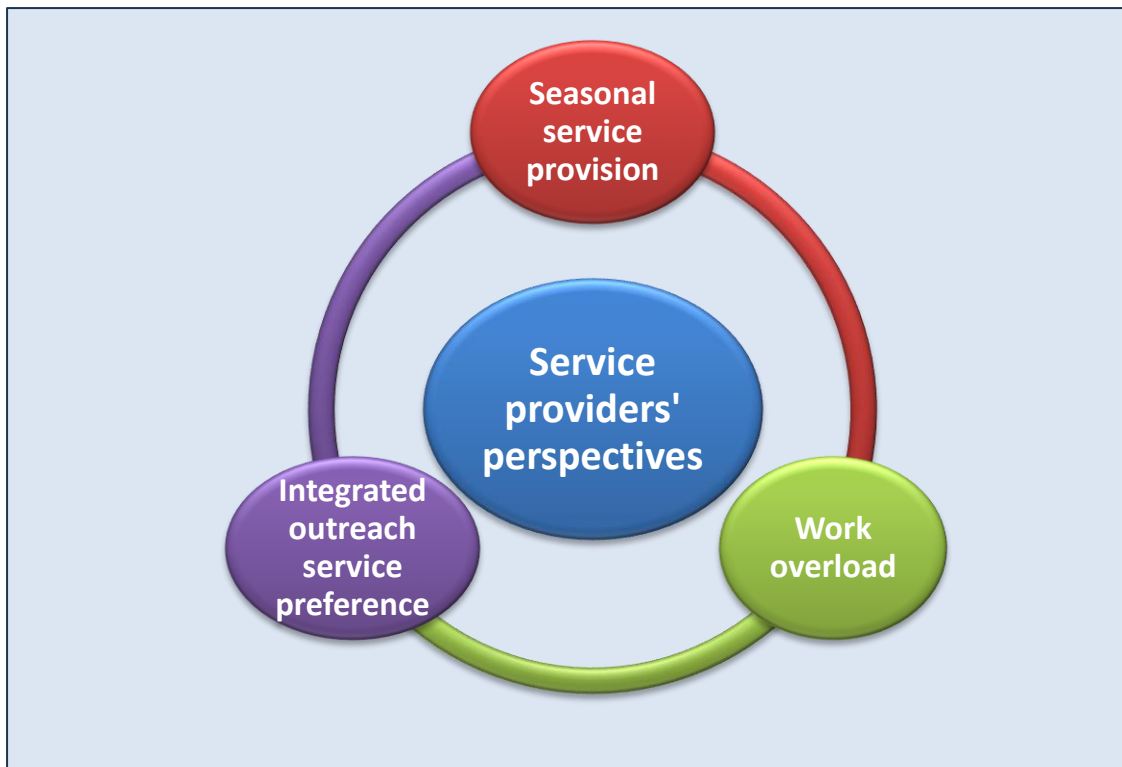 Seasonal
service
provision
Service
providers'
perspectives
Integrated
outreach
service
preference
Work
overload